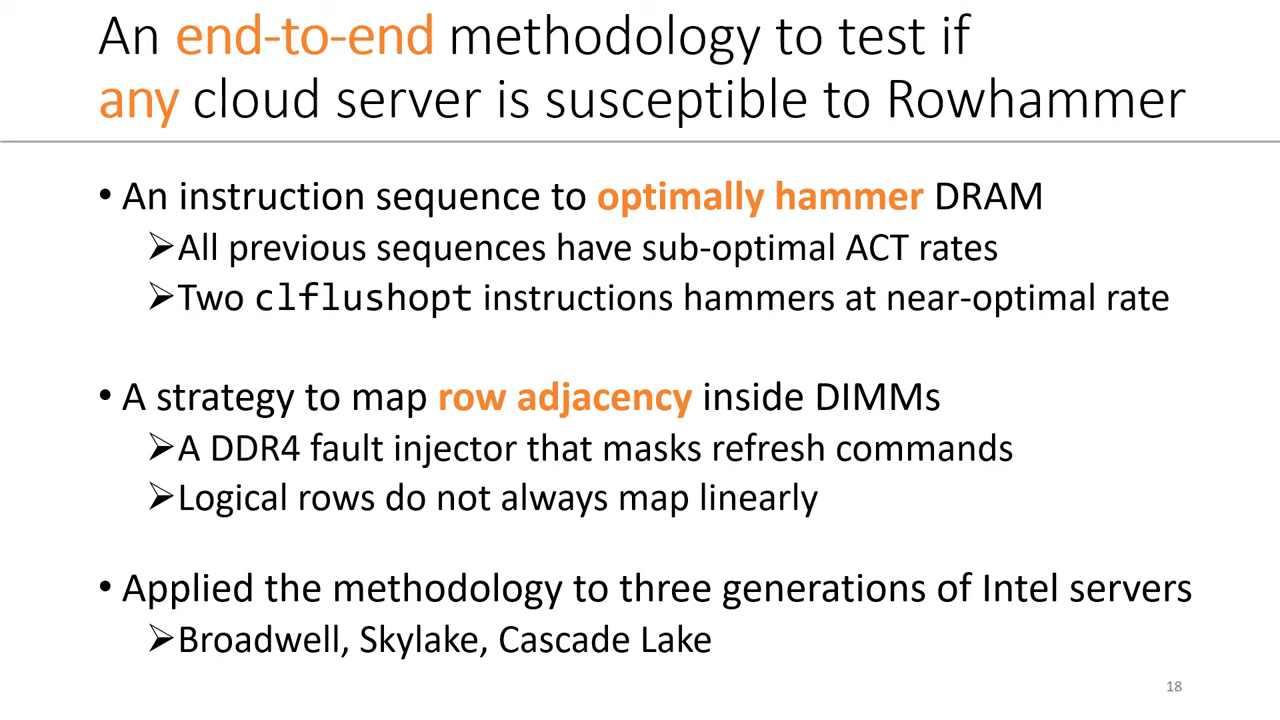 An end-to-end methodology to test if
any cloud server is susceptible to Rowhammer
• An instruction sequence to optimally hammer DRAM
➢All previous sequences have sub-optimal ACT rates
➢Two clflushopt instructions hammers at near-optimal rate
• A strategy to map row adjacency inside DIMMs
➢A DDR4 fault injector that masks refresh commands
➢Logical rows do not always map linearly
• Applied the methodology to three generations of Intel servers
➢Broadwell, Skylake, Cascade Lake
18